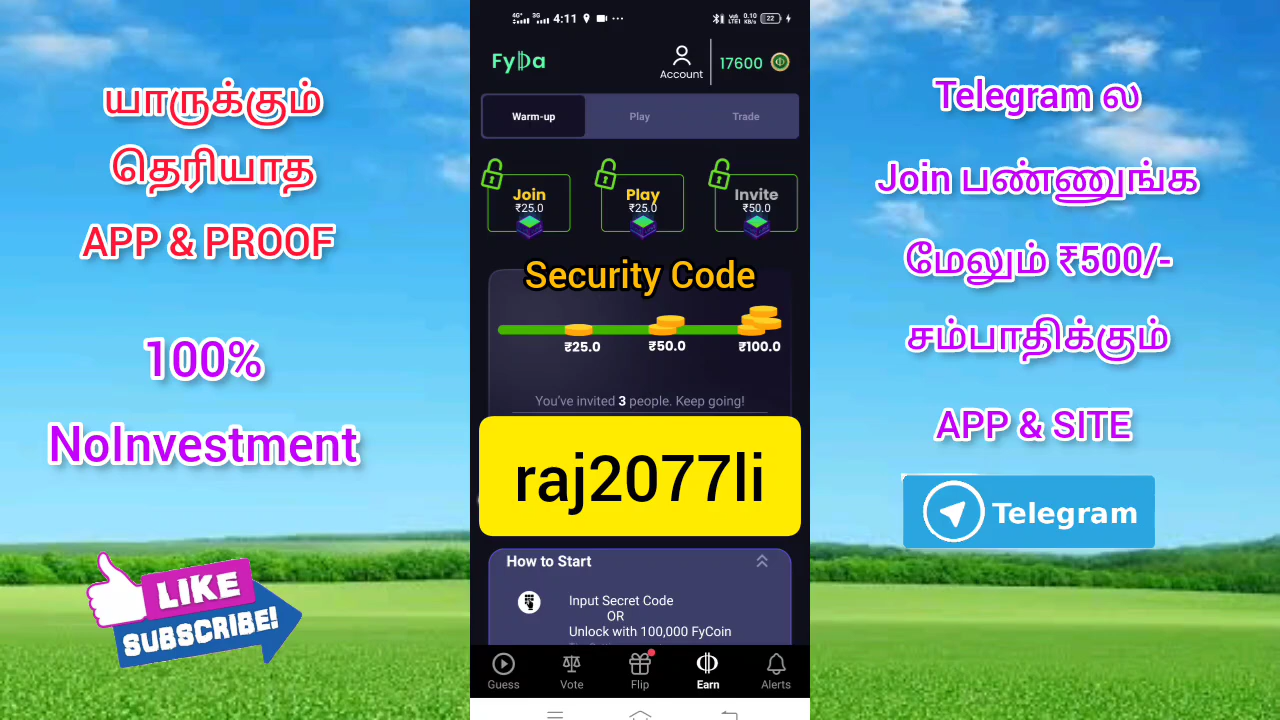 யாருக்கும்
தெரியாத
APP & PROOF
100%
NoInvestment
LIKE
SUBSCRIBE!
4:11
22
Fyda
Account
17600
Warm-up
Play
Trade
Join
₹25.0
Play
₹25.0
Invite
₹50.0
Security Code
₹25.0
₹50.0
₹100.0
You've invited 3 people. Keep going!
raj2077li
How to Start
Input Secret Code
OR
Unlock with 100,000 FyCoin
Guess
Vote
Flip
Earn
Alerts
Telegram ல
Join பண்ணுங்க
மேலும் ₹500/-
சம்பாதிக்கும்
APP & SITE
Telegram